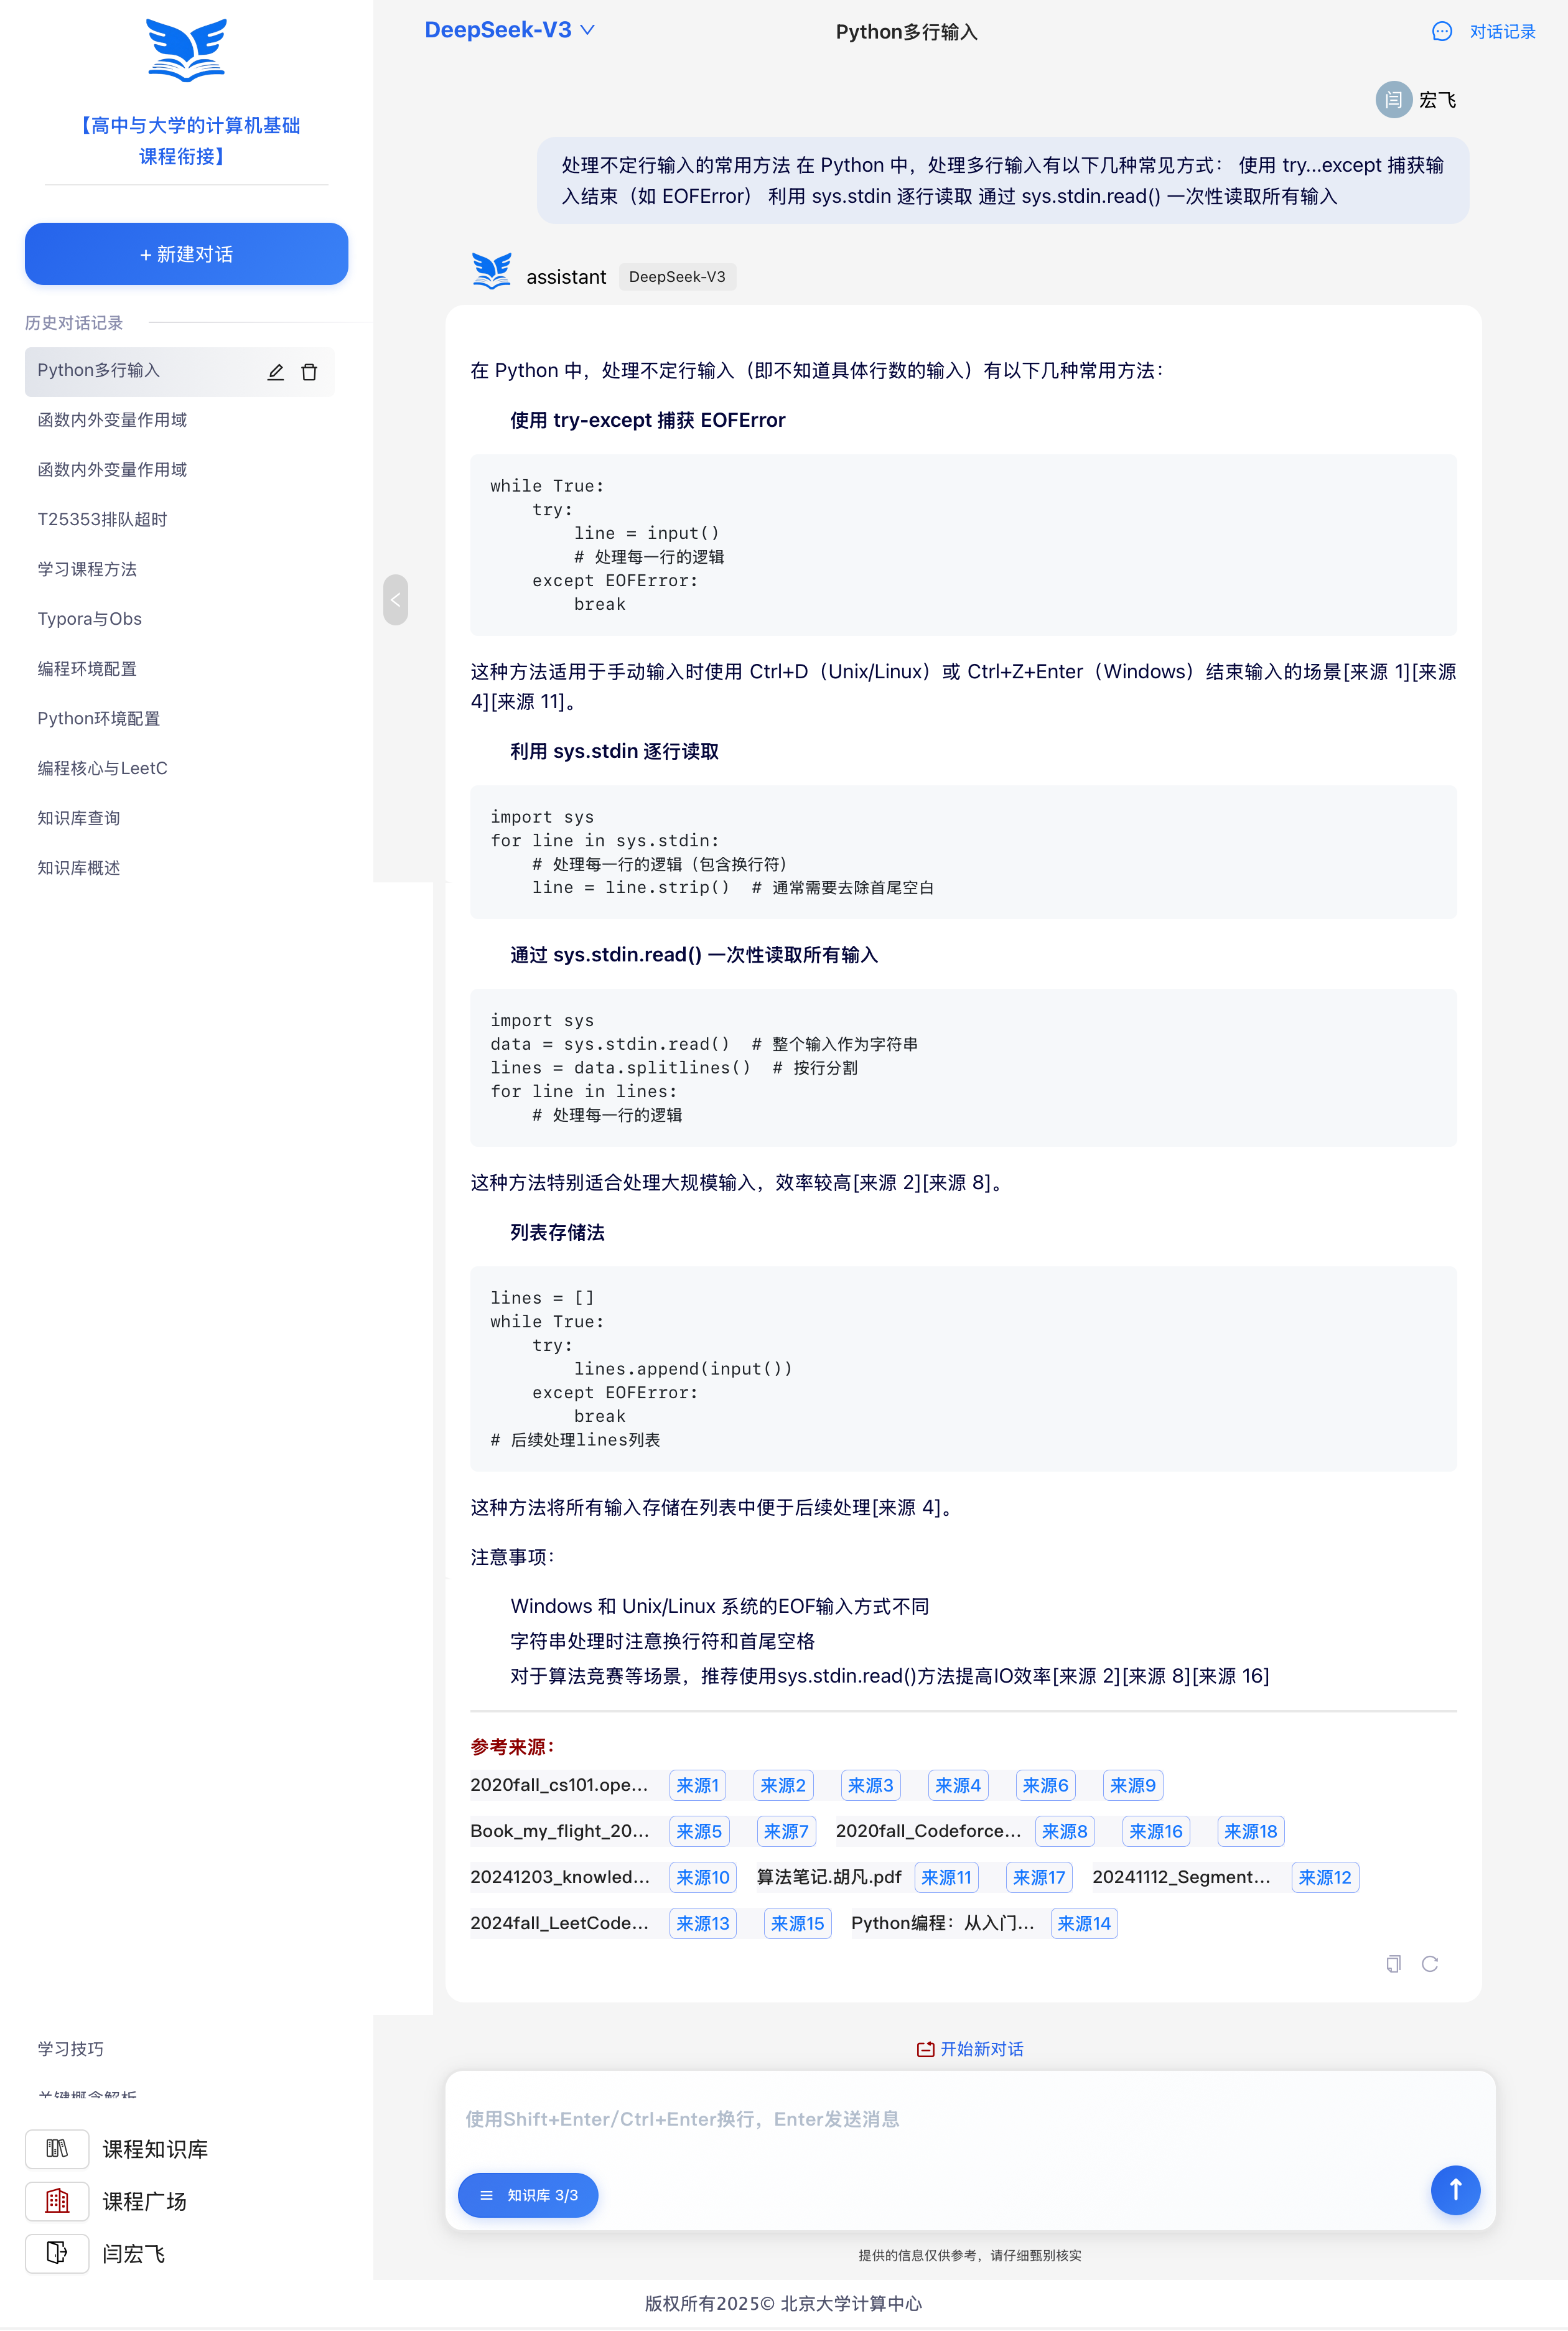 【高中与大学的计算机基础
课程衔接】
+ 新建对话
历史对话记录
Python多行输入
函数内外变量作用域
函数内外变量作用域
T25353排队超时
学习课程方法
Typora与Obs
编程环境配置
Python环境配置
编程核心与LeetC
知识库查询
知识库概述
学习技巧
关键概念解析
课程知识库
课程广场
闫宏飞
DeepSeek-V3
Python多行输入
对话记录
闫 宏飞
处理不定行输入的常用方法 在 Python 中，处理多行输入有以下几种常见方式： 使用 try...except 捕获输
入结束（如 EOFError） 利用 sys.stdin 逐行读取 通过 sys.stdin.read() 一次性读取所有输入
assistant DeepSeek-V3
在 Python 中，处理不定行输入（即不知道具体行数的输入）有以下几种常用方法：
使用 try-except 捕获 EOFError
while True:
    try:
        line = input()
        # 处理每一行的逻辑
    except EOFError:
        break
这种方法适用于手动输入时使用 Ctrl+D（Unix/Linux）或 Ctrl+Z+Enter（Windows）结束输入的场景[来源 1][来源
4][来源 11]。
利用 sys.stdin 逐行读取
import sys
for line in sys.stdin:
    # 处理每一行的逻辑（包含换行符）
    line = line.strip()  # 通常需要去除首尾空白
通过 sys.stdin.read() 一次性读取所有输入
import sys
data = sys.stdin.read()  # 整个输入作为字符串
lines = data.splitlines()  # 按行分割
for line in lines:
    # 处理每一行的逻辑
这种方法特别适合处理大规模输入，效率较高[来源 2][来源 8]。
列表存储法
lines = []
while True:
    try:
        lines.append(input())
    except EOFError:
        break
# 后续处理lines列表
这种方法将所有输入存储在列表中便于后续处理[来源 4]。
注意事项：
Windows 和 Unix/Linux 系统的EOF输入方式不同
字符串处理时注意换行符和首尾空格
对于算法竞赛等场景，推荐使用sys.stdin.read()方法提高IO效率[来源 2][来源 8][来源 16]
参考来源：
2020fall_cs101.ope... 来源1 来源2 来源3 来源4 来源6 来源9
Book_my_flight_20... 来源5 来源7 2020fall_Codeforce... 来源8 来源16 来源18
20241203_knowled... 来源10 算法笔记.胡凡.pdf 来源11 来源17 20241112_Segment... 来源12
2024fall_LeetCode... 来源13 来源15 Python编程：从入门... 来源14
开始新对话
使用Shift+Enter/Ctrl+Enter换行，Enter发送消息
知识库 3/3
提供的信息仅供参考，请仔细甄别核实
版权所有2025© 北京大学计算中心